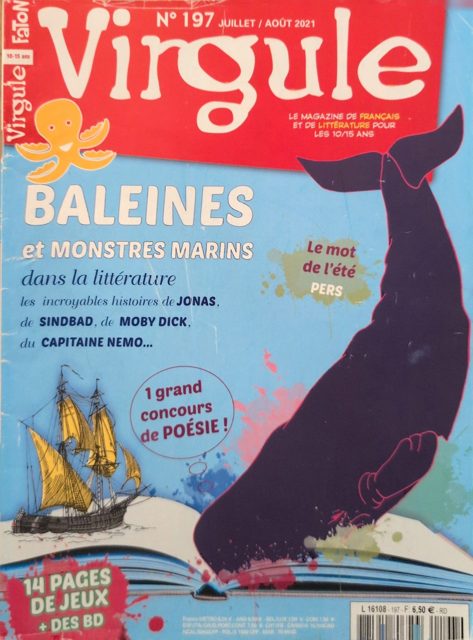 N° 197 JUILLET / AOÛT 2021
Virgule
LE MAGAZINE DE FRANÇAIS
ET DE LITTÉRATURE POUR
LES 10/15 ANS
Virgule
10-15 ans
Faton
BALEINES
et MONSTRES MARINS
dans la littérature
les incroyables histoires de JONAS,
de SINDBAD, de MOBY DICK,
du CAPITAINE NEMO...
Le mot
de l'été
PERS
1 grand
concours
de POÉSIE !
14 PAGES
DE JEUX
+ DES BD
L 16108 - 197 - F: 6,50 € - RD